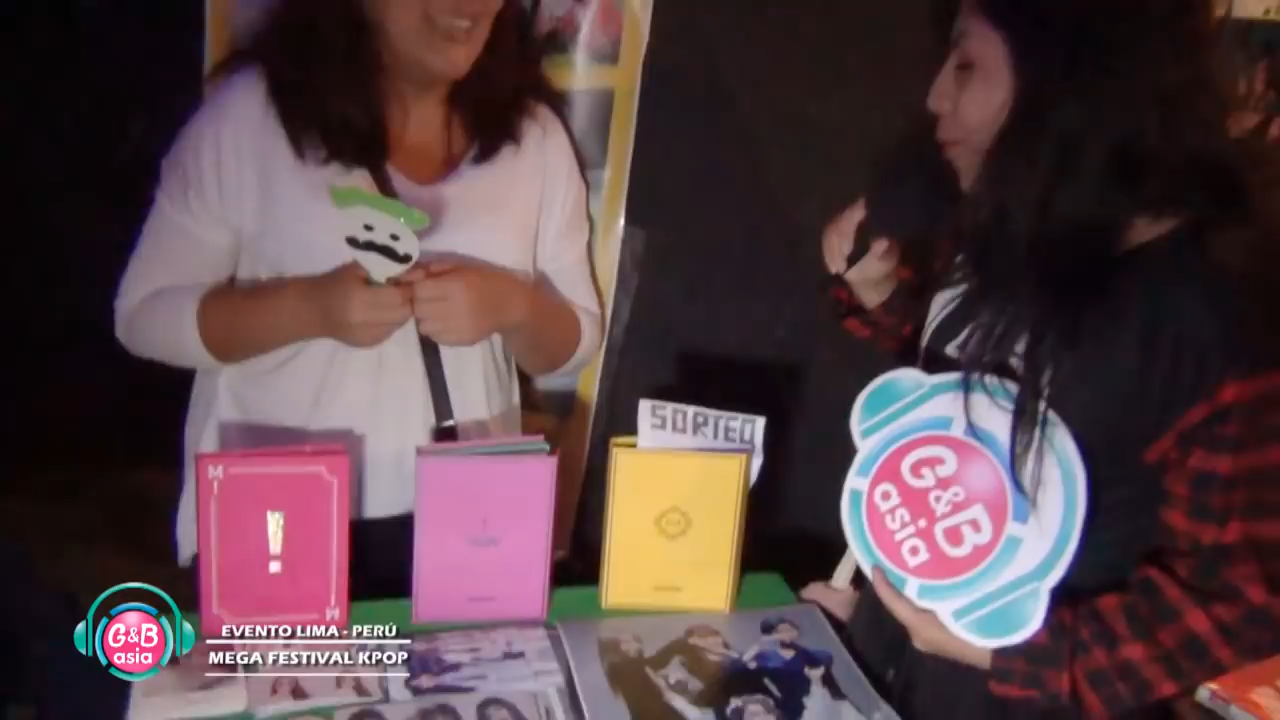 SORTEO
M
!
M
G&B
asia
G&B
asia
EVENTO LIMA - PERÚ
MEGA FESTIVAL KPOP